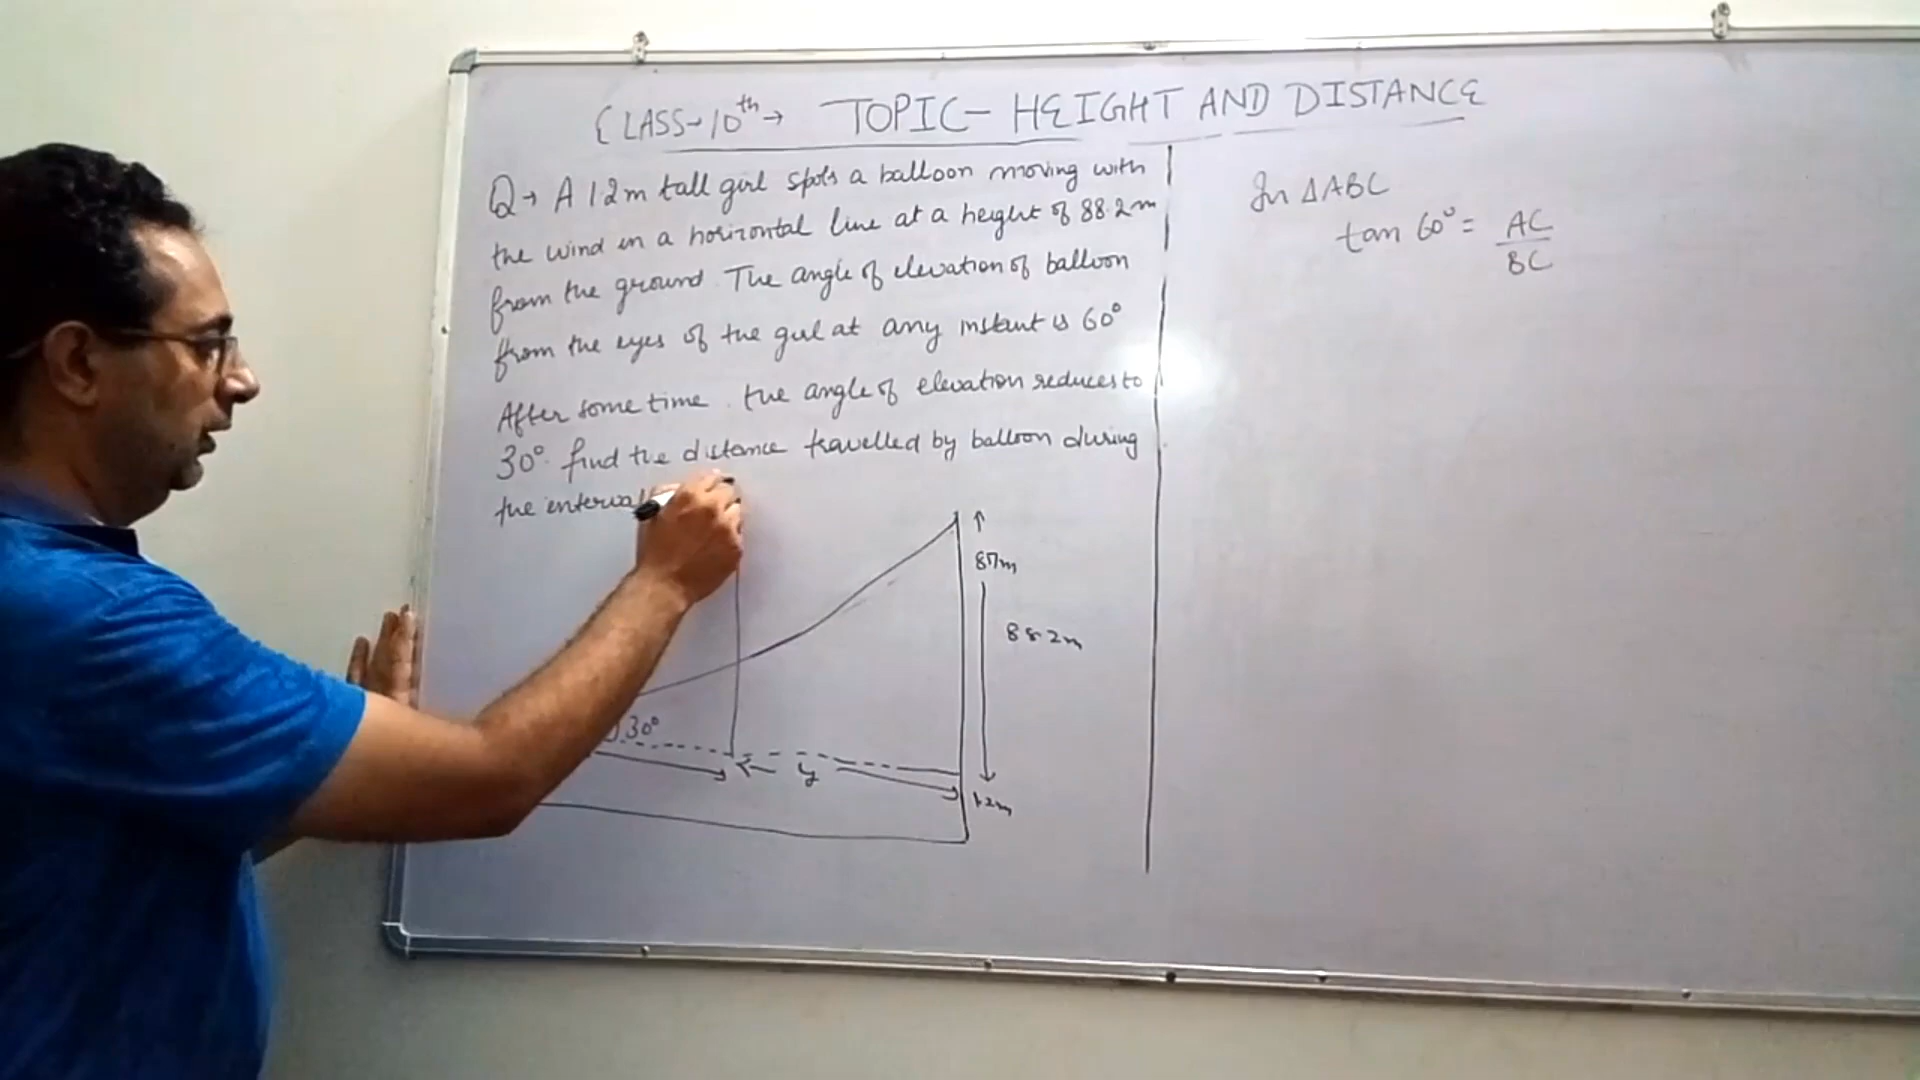 CLASS→10th→ TOPIC- HEIGHT AND DISTANCE
Q→ A 1.2m tall girl spots a balloon moving with
the wind in a horizontal line at a height of 88.2m
from the ground. The angle of elevation of balloon
from the eyes of the girl at any instant is 60°
After some time. the angle of elevation reduces to
30°. find the distance travelled by balloon during
the interval
87m
88.2m
30°
y
1.2m
In ΔABC
tan 60° = AC
BC